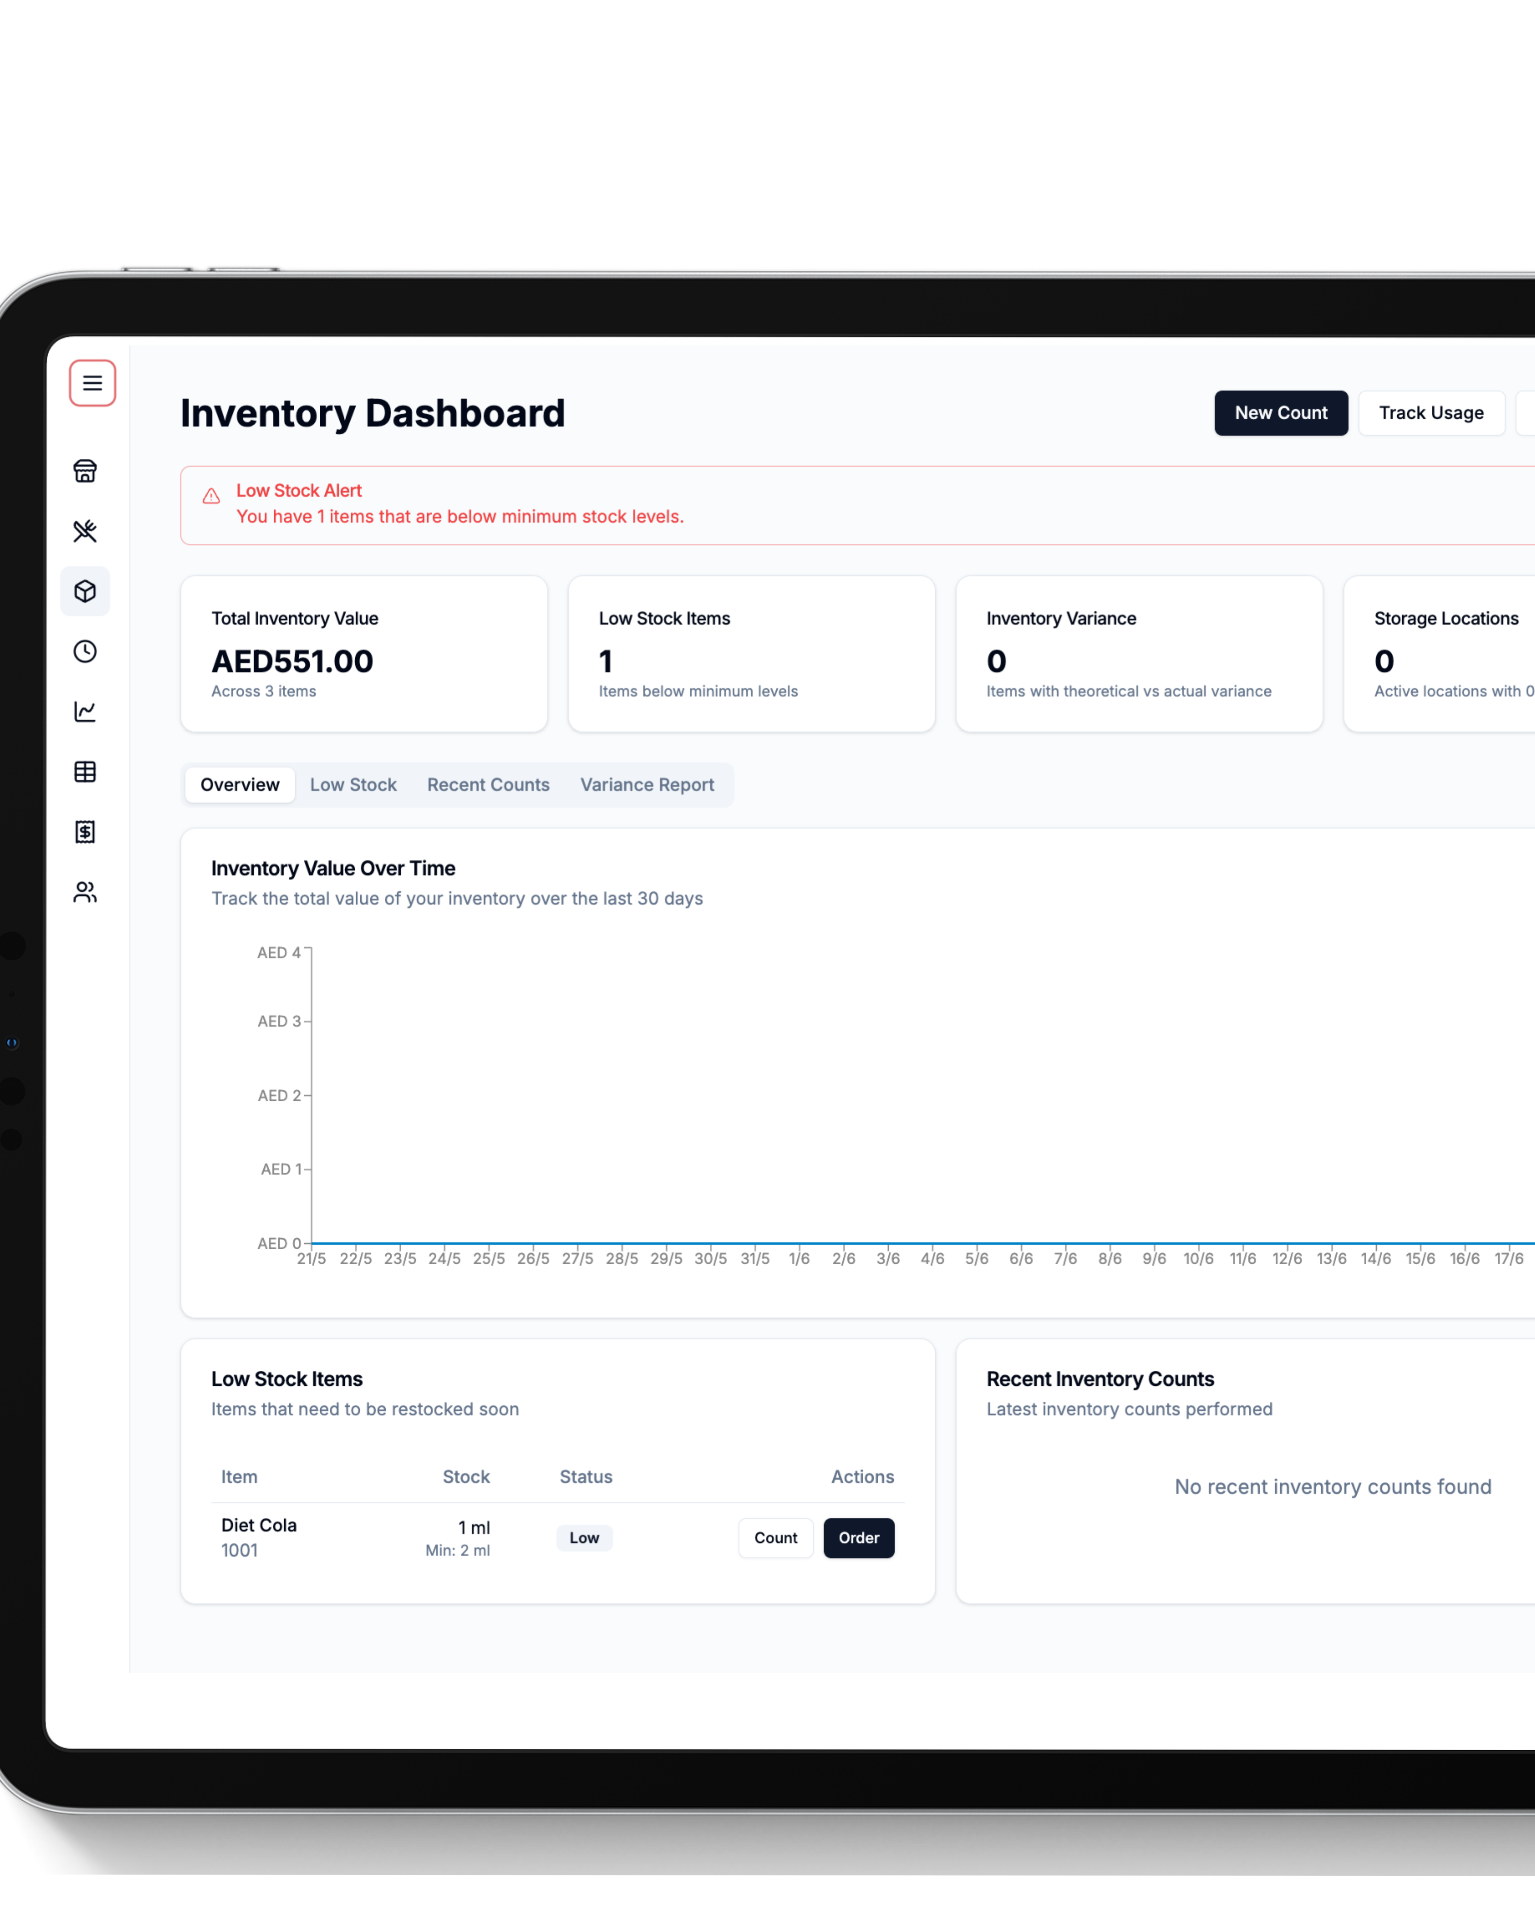 Inventory Dashboard
New Count
Track Usage
Low Stock Alert
You have 1 items that are below minimum stock levels.
Total Inventory Value
AED551.00
Across 3 items
Low Stock Items
1
Items below minimum levels
Inventory Variance
0
Items with theoretical vs actual variance
Storage Locations
0
Active locations with 0
Overview
Low Stock
Recent Counts
Variance Report
Inventory Value Over Time
Track the total value of your inventory over the last 30 days
AED 4
AED 3
AED 2
AED 1
AED 0
21/5 22/5 23/5 24/5 25/5 26/5 27/5 28/5 29/5 30/5 31/5 1/6 2/6 3/6 4/6 5/6 6/6 7/6 8/6 9/6 10/6 11/6 12/6 13/6 14/6 15/6 16/6 17/6
Low Stock Items
Items that need to be restocked soon
Item Stock Status Actions
Diet Cola
1001
1 ml
Min: 2 ml
Low
Count
Order
Recent Inventory Counts
Latest inventory counts performed
No recent inventory counts found